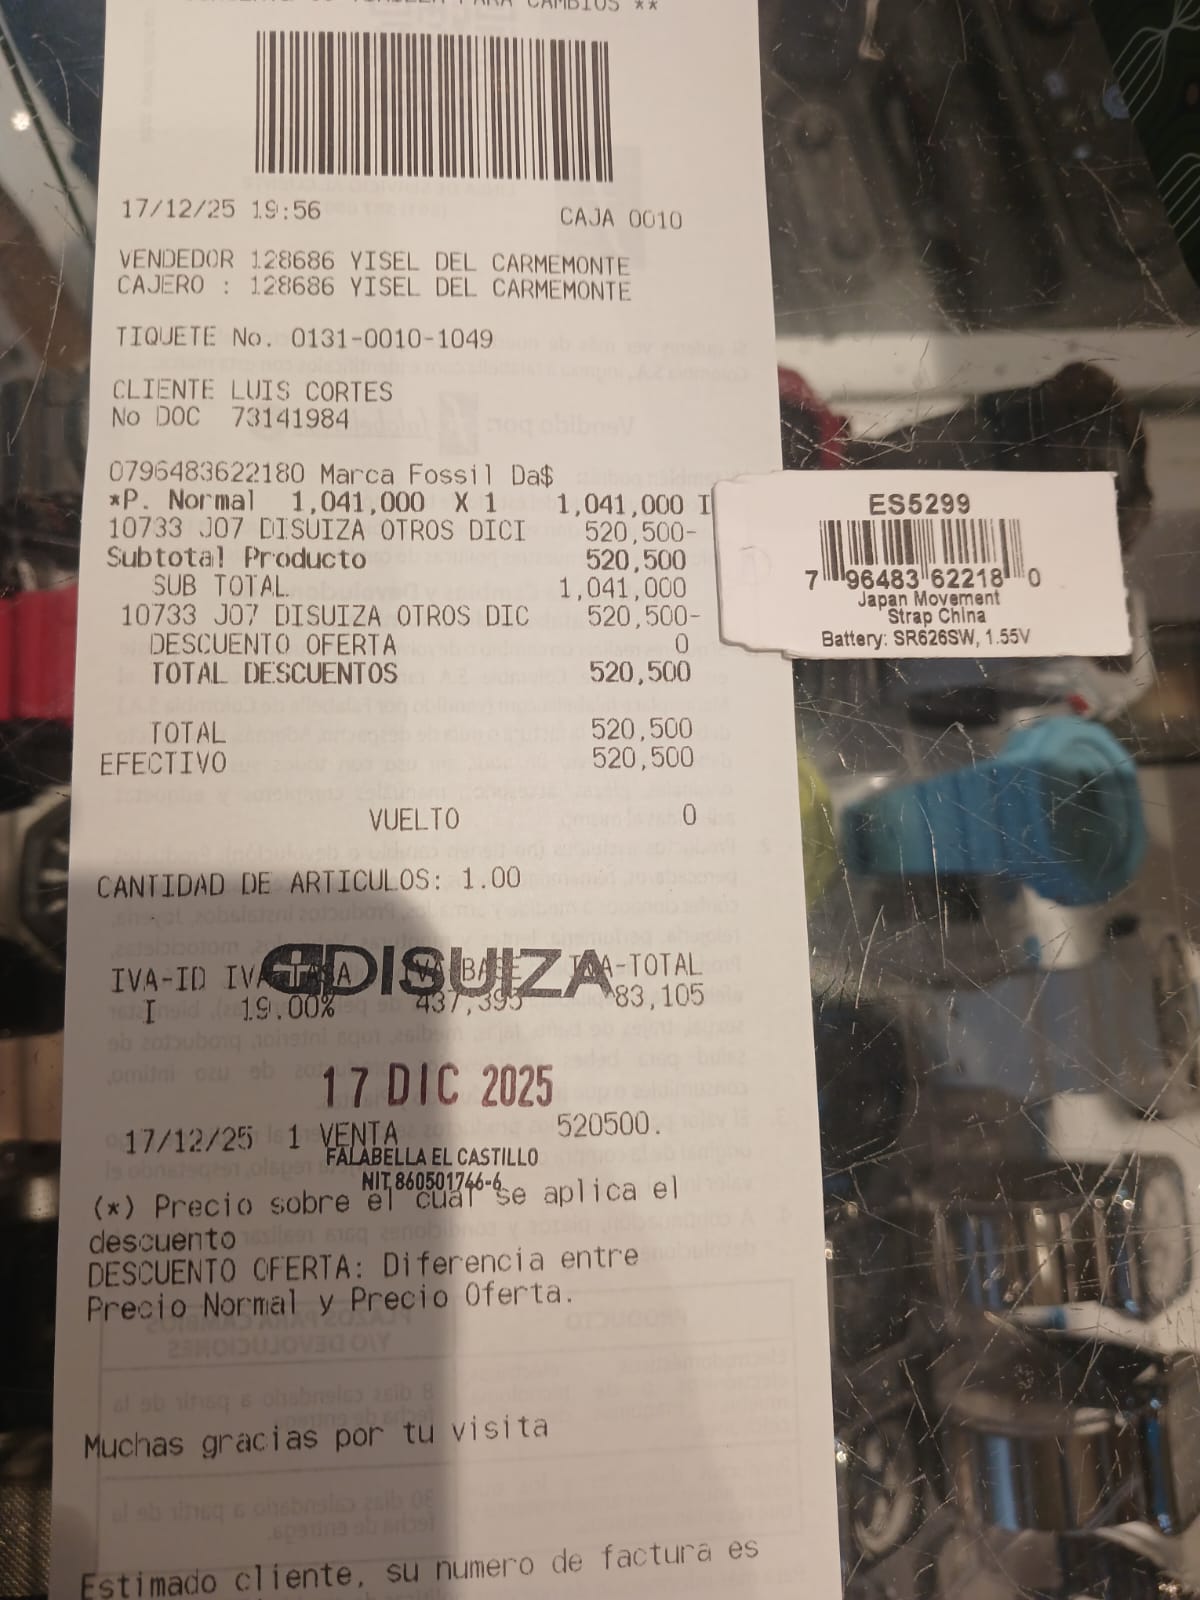 PARA CAMBIOS **
17/12/25 19:56 CAJA 0010
VENDEDOR 128686 YISEL DEL CARMEMONTE
CAJERO : 128686 YISEL DEL CARMEMONTE
TIQUETE No. 0131-0010-1049
CLIENTE LUIS CORTES
No DOC 73141984
0796483622180 Marca Fossil Da$
*P. Normal 1,041,000 X 1 1,041,000 I
10733 J07 DISUIZA OTROS DICI 520,500-
Subtotal Producto 520,500
SUB TOTAL 1,041,000
10733 J07 DISUIZA OTROS DIC 520,500-
DESCUENTO OFERTA 0
TOTAL DESCUENTOS 520,500
TOTAL 520,500
EFECTIVO 520,500
VUELTO 0
CANTIDAD DE ARTICULOS: 1.00
DISUIZA
IVA-ID IVA-TASA IVA-BASE IVA-TOTAL
I 19.00% 437,395 83,105
17 DIC 2025
17/12/25 1 VENTA 520500.
FALABELLA EL CASTILLO
NIT 860501746-6
(*) Precio sobre el cual se aplica el
descuento
DESCUENTO OFERTA: Diferencia entre
Precio Normal y Precio Oferta.
Muchas gracias por tu visita
Estimado cliente, su numero de factura es
ES5299
7 96483 62218 0
Japan Movement
Strap China
Battery: SR626SW, 1.55V